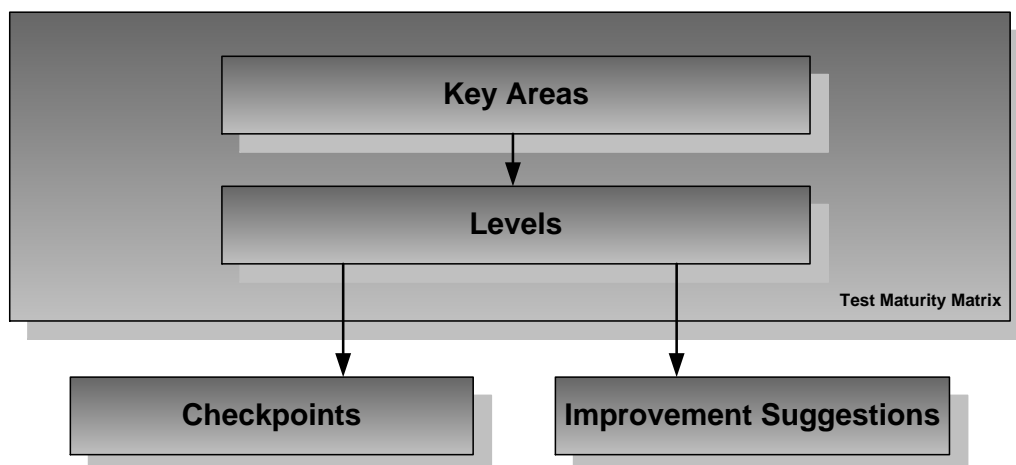 Key Areas
Levels
Test Maturity Matrix
Checkpoints
Improvement Suggestions